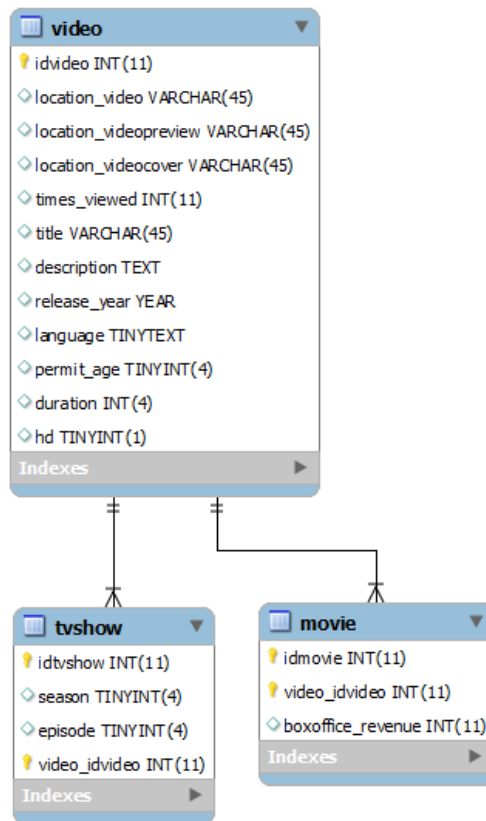 video
idvideo INT(11)
location_video VARCHAR(45)
location_videopreview VARCHAR(45)
location_videocover VARCHAR(45)
times_viewed INT(11)
title VARCHAR(45)
description TEXT
release_year YEAR
language TINYTEXT
permit_age TINYINT(4)
duration INT(4)
hd TINYINT(1)
Indexes
tvshow
idtvshow INT(11)
season TINYINT(4)
episode TINYINT(4)
video_idvideo INT(11)
Indexes
movie
idmovie INT(11)
video_idvideo INT(11)
boxoffice_revenue INT(11)
Indexes